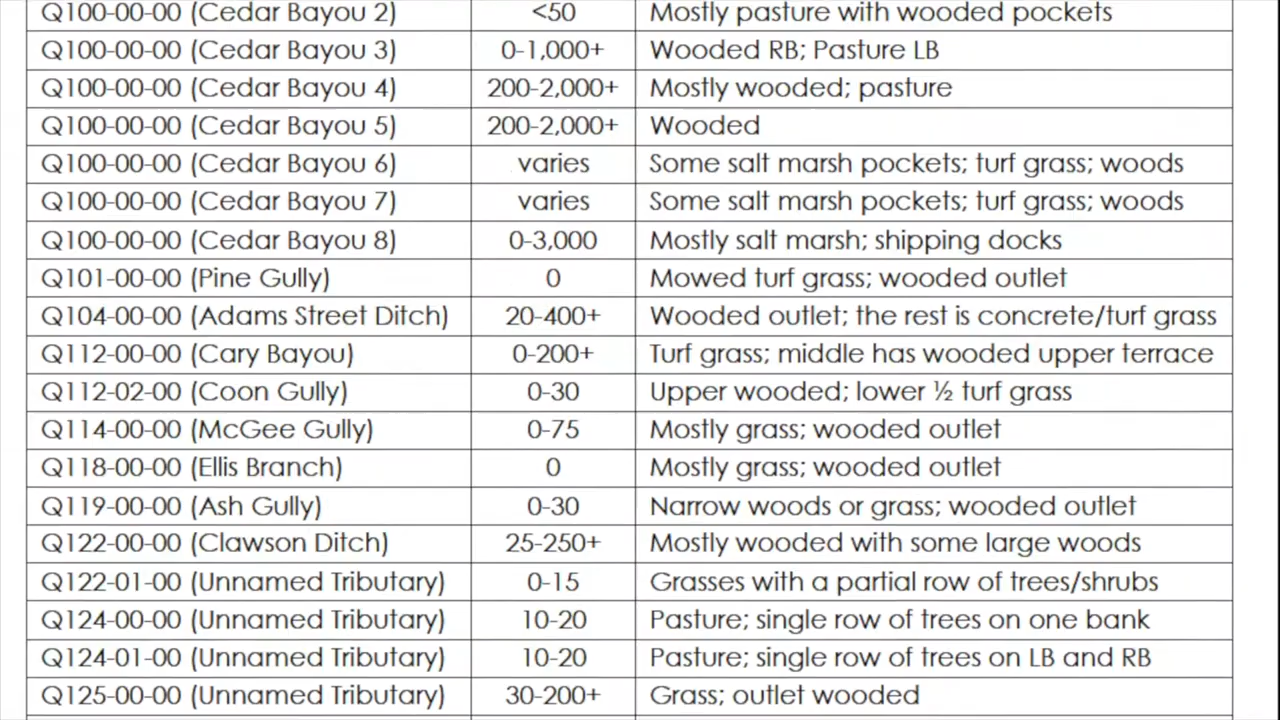 Q100-00-00 (Cedar Bayou 2) <50 Mostly pasture with wooded pockets
Q100-00-00 (Cedar Bayou 3) 0-1,000+ Wooded RB; Pasture LB
Q100-00-00 (Cedar Bayou 4) 200-2,000+ Mostly wooded; pasture
Q100-00-00 (Cedar Bayou 5) 200-2,000+ Wooded
Q100-00-00 (Cedar Bayou 6) varies Some salt marsh pockets; turf grass; woods
Q100-00-00 (Cedar Bayou 7) varies Some salt marsh pockets; turf grass; woods
Q100-00-00 (Cedar Bayou 8) 0-3,000 Mostly salt marsh; shipping docks
Q101-00-00 (Pine Gully) 0 Mowed turf grass; wooded outlet
Q104-00-00 (Adams Street Ditch) 20-400+ Wooded outlet; the rest is concrete/turf grass
Q112-00-00 (Cary Bayou) 0-200+ Turf grass; middle has wooded upper terrace
Q112-02-00 (Coon Gully) 0-30 Upper wooded; lower ½ turf grass
Q114-00-00 (McGee Gully) 0-75 Mostly grass; wooded outlet
Q118-00-00 (Ellis Branch) 0 Mostly grass; wooded outlet
Q119-00-00 (Ash Gully) 0-30 Narrow woods or grass; wooded outlet
Q122-00-00 (Clawson Ditch) 25-250+ Mostly wooded with some large woods
Q122-01-00 (Unnamed Tributary) 0-15 Grasses with a partial row of trees/shrubs
Q124-00-00 (Unnamed Tributary) 10-20 Pasture; single row of trees on one bank
Q124-01-00 (Unnamed Tributary) 10-20 Pasture; single row of trees on LB and RB
Q125-00-00 (Unnamed Tributary) 30-200+ Grass; outlet wooded